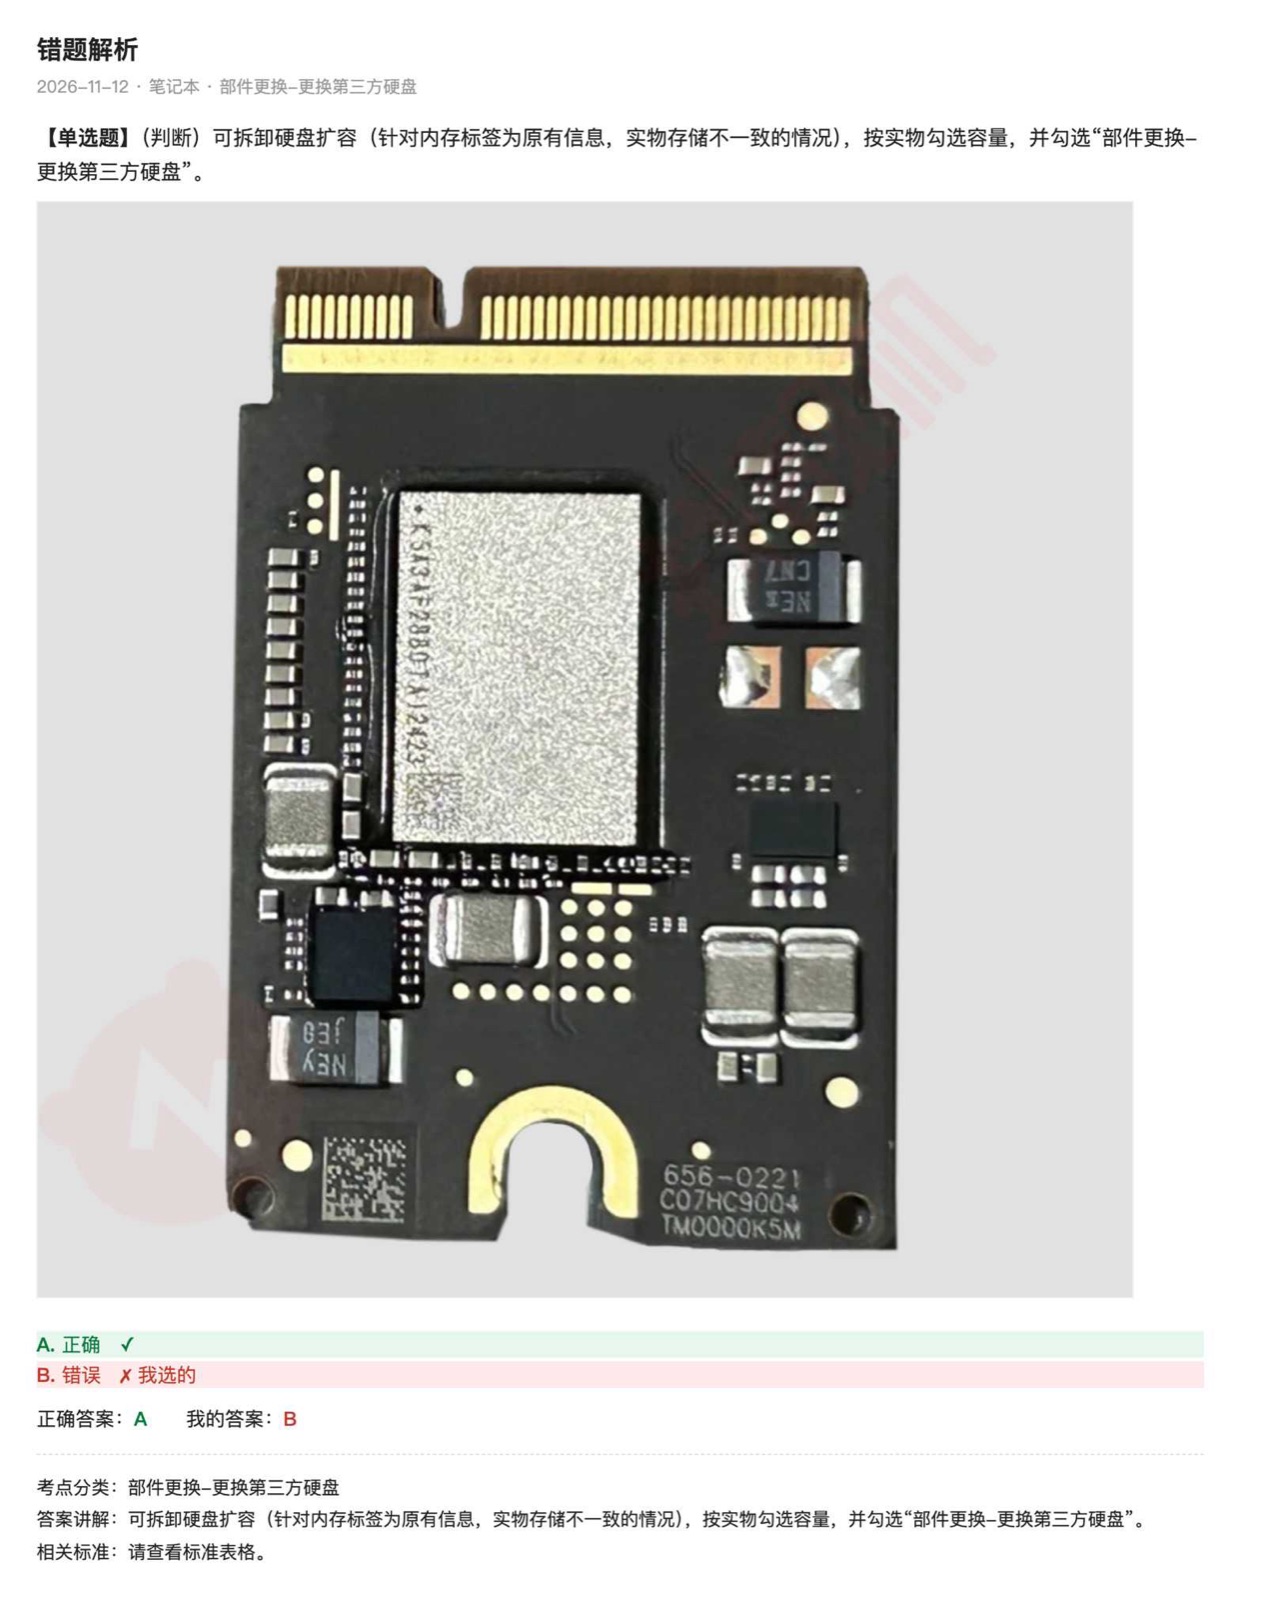 错题解析
2026-11-12 · 笔记本 · 部件更换-更换第三方硬盘
【单选题】（判断）可拆卸硬盘扩容（针对内存标签为原有信息，实物存储不一致的情况），按实物勾选容量，并勾选“部件更换-
更换第三方硬盘”。
CN7
NEY
JE8
656-0221
C07HC9004
TM0000K5M
A. 正确 ✓
B. 错误 ✗ 我选的
正确答案：A 我的答案：B
考点分类：部件更换-更换第三方硬盘
答案讲解：可拆卸硬盘扩容（针对内存标签为原有信息，实物存储不一致的情况），按实物勾选容量，并勾选“部件更换-更换第三方硬盘”。
相关标准：请查看标准表格。